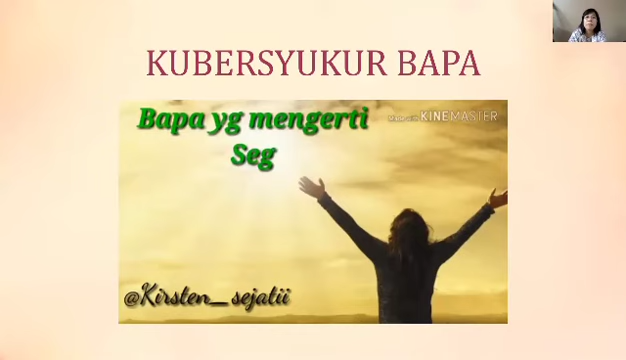 KUBERSYUKUR BAPA
Bapa yg mengerti
Seg
Made with KINEMASTER
@Kirsten_sejatii